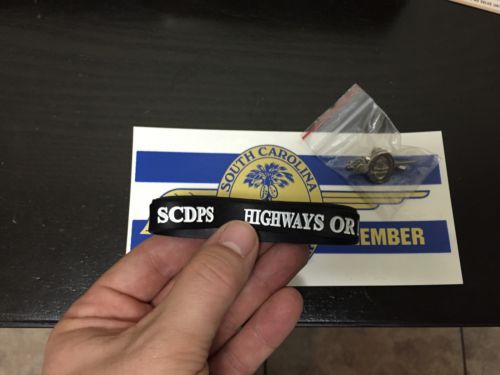 SOUTH CAROLINA
SCDPS HIGHWAYS OR
EMBER